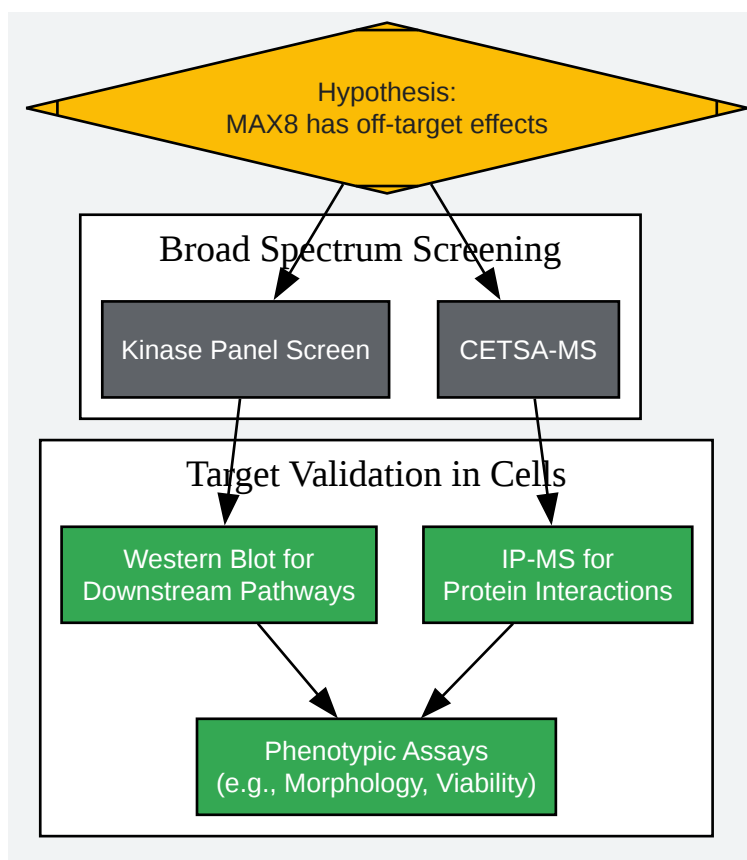 Hypothesis:
MAX8 has off-target effects
Broad Spectrum Screening
Kinase Panel Screen
CETSA-MS
Target Validation in Cells
Western Blot for
Downstream Pathways
IP-MS for
Protein Interactions
Phenotypic Assays
(e.g., Morphology, Viability)